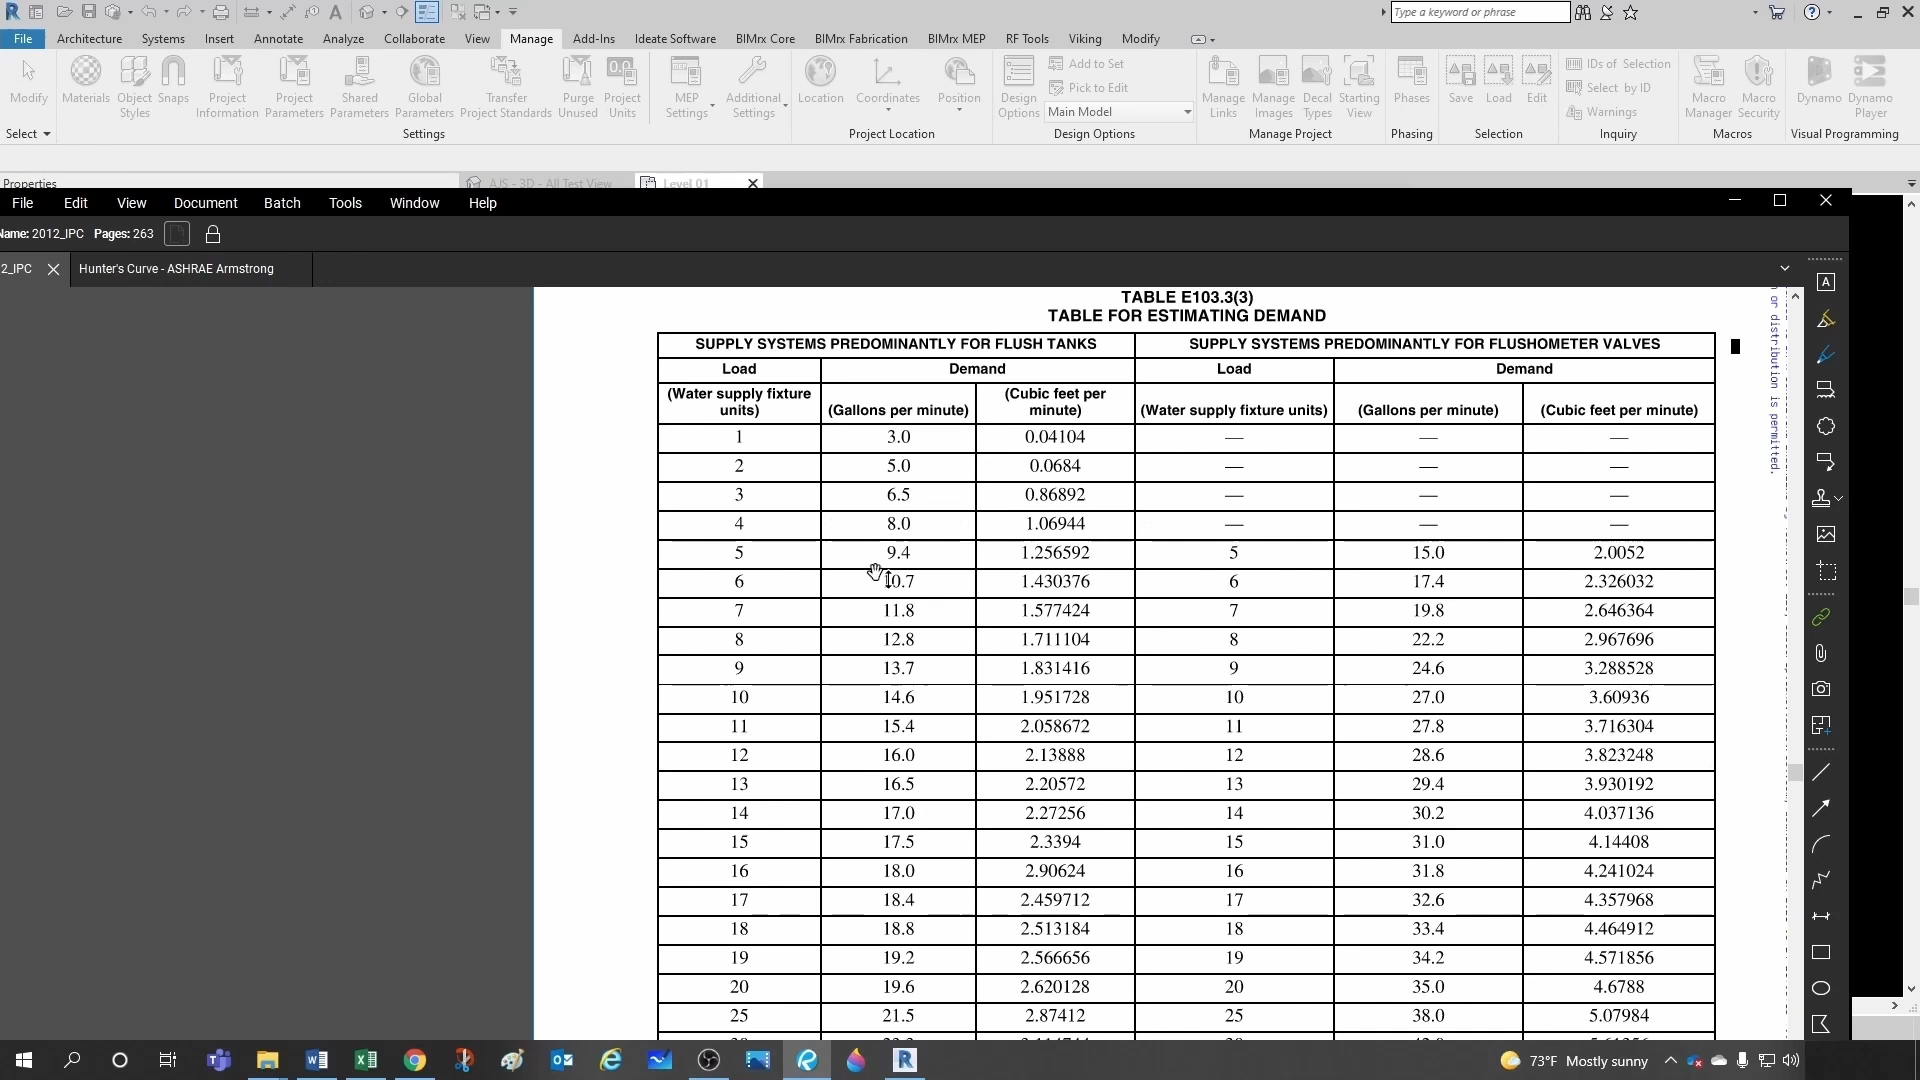 Type a keyword or phrase
File Architecture Systems Insert Annotate Analyze Collaborate View Manage Add-Ins Ideate Software BIMrx Core BIMrx Fabrication BIMrx MEP RF Tools Viking Modify
Modify Materials Object Styles Snaps Project Information Project Parameters Shared Parameters Global Parameters Transfer Project Standards Purge Unused Project Units MEP Settings Additional Settings Location Coordinates Position Design Options Add to Set Pick to Edit Main Model Manage Links Manage Images Decal Types Starting View Phases Save Load Edit IDs of Selection Select by ID Warnings Macro Manager Macro Security Dynamo Dynamo Player
Select Settings Project Location Design Options Manage Project Phasing Selection Inquiry Macros Visual Programming
Properties AJS - 3D - All Test View Level 01
File Edit View Document Batch Tools Window Help
Name: 2012_IPC Pages: 263
2_IPC Hunter's Curve - ASHRAE Armstrong
TABLE E103.3(3)
TABLE FOR ESTIMATING DEMAND
SUPPLY SYSTEMS PREDOMINANTLY FOR FLUSH TANKS SUPPLY SYSTEMS PREDOMINANTLY FOR FLUSHOMETER VALVES
Load Demand Load Demand
(Water supply fixture units) (Gallons per minute) (Cubic feet per minute) (Water supply fixture units) (Gallons per minute) (Cubic feet per minute)
1 3.0 0.04104 — — —
2 5.0 0.0684 — — —
3 6.5 0.86892 — — —
4 8.0 1.06944 — — —
5 9.4 1.256592 5 15.0 2.0052
6 10.7 1.430376 6 17.4 2.326032
7 11.8 1.577424 7 19.8 2.646364
8 12.8 1.711104 8 22.2 2.967696
9 13.7 1.831416 9 24.6 3.288528
10 14.6 1.951728 10 27.0 3.60936
11 15.4 2.058672 11 27.8 3.716304
12 16.0 2.13888 12 28.6 3.823248
13 16.5 2.20572 13 29.4 3.930192
14 17.0 2.27256 14 30.2 4.037136
15 17.5 2.3394 15 31.0 4.14408
16 18.0 2.90624 16 31.8 4.241024
17 18.4 2.459712 17 32.6 4.357968
18 18.8 2.513184 18 33.4 4.464912
19 19.2 2.566656 19 34.2 4.571856
20 19.6 2.620128 20 35.0 4.6788
25 21.5 2.87412 25 38.0 5.07984
or distribution is permitted.
73°F Mostly sunny